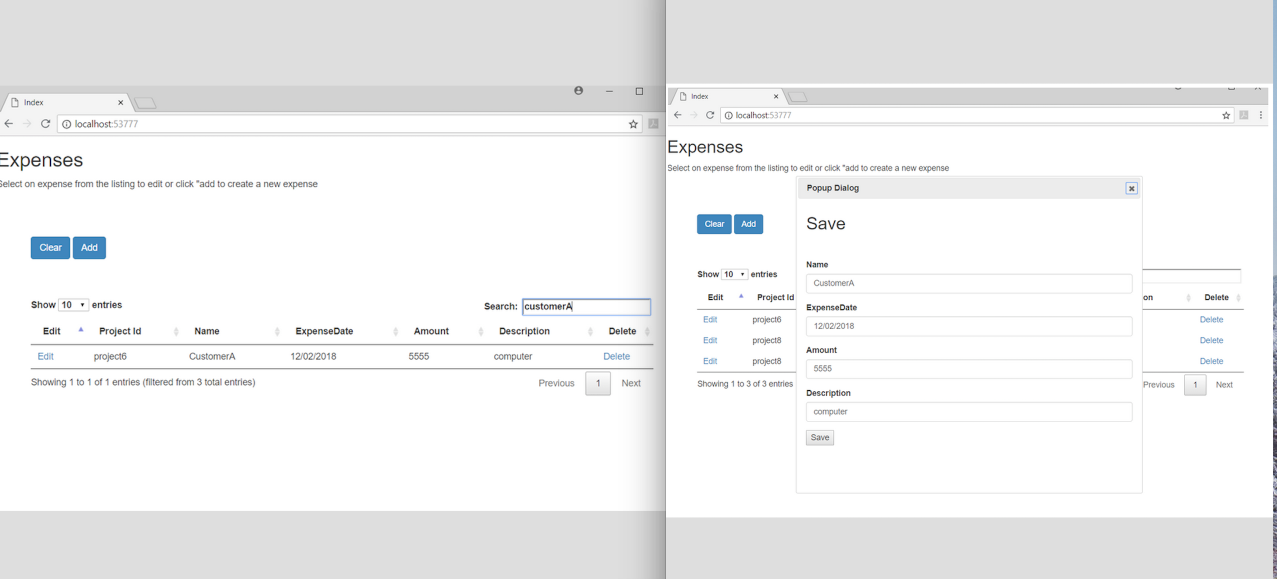 Index
localhost:53777
Expenses
Select on expense from the listing to edit or click "add to create a new expense
Clear Add
Show 10 entries
Search: customerA
Edit Project Id Name ExpenseDate Amount Description Delete
Edit project6 CustomerA 12/02/2018 5555 computer Delete
Showing 1 to 1 of 1 entries (filtered from 3 total entries)
Previous 1 Next
Index
localhost:53777
Expenses
Select on expense from the listing to edit or click "add to create a new expense
Popup Dialog
Save
Clear Add
Name
CustomerA
Show 10 entries
Edit Project Id
on Delete
ExpenseDate
12/02/2018
Edit project6
Delete
Edit project8
Delete
Amount
5555
Edit project8
Delete
Showing 1 to 3 of 3 entries
Previous 1 Next
Description
computer
Save